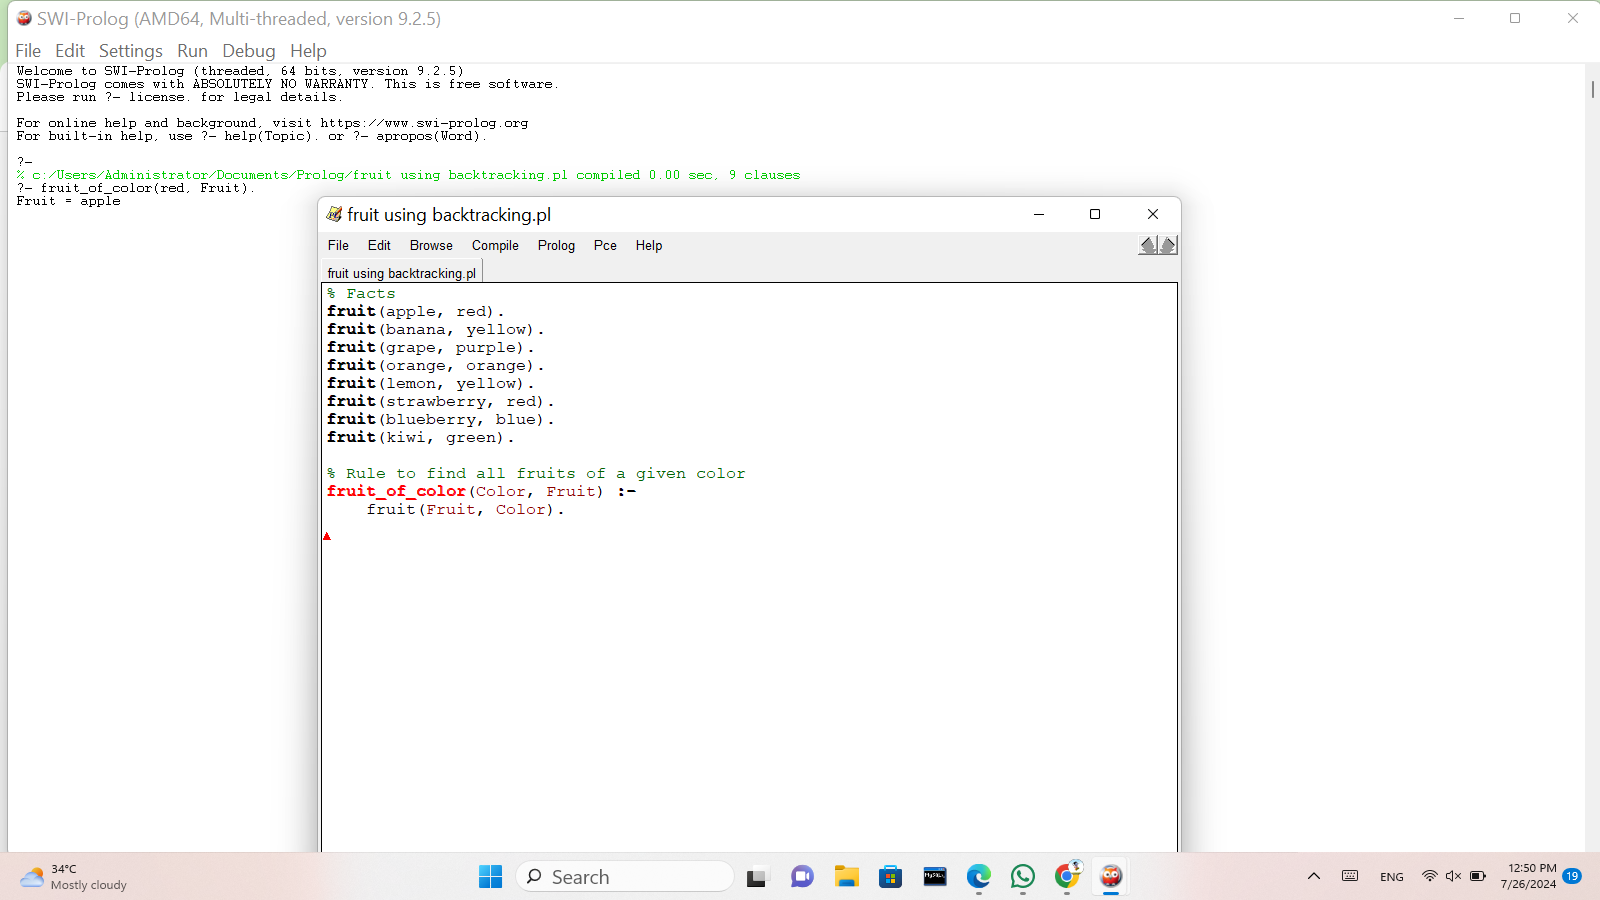 SWI-Prolog (AMD64, Multi-threaded, version 9.2.5)
File Edit Settings Run Debug Help
Welcome to SWI-Prolog (threaded, 64 bits, version 9.2.5)
SWI-Prolog comes with ABSOLUTELY NO WARRANTY. This is free software.
Please run ?- license. for legal details.
For online help and background, visit https://www.swi-prolog.org
For built-in help, use ?- help(Topic). or ?- apropos(Word).
?-
% c:/Users/Administrator/Documents/Prolog/fruit using backtracking.pl compiled 0.00 sec, 9 clauses
?- fruit_of_color(red, Fruit).
Fruit = apple
fruit using backtracking.pl
File Edit Browse Compile Prolog Pce Help
fruit using backtracking.pl
% Facts
fruit(apple, red).
fruit(banana, yellow).
fruit(grape, purple).
fruit(orange, orange).
fruit(lemon, yellow).
fruit(strawberry, red).
fruit(blueberry, blue).
fruit(kiwi, green).
% Rule to find all fruits of a given color
fruit_of_color(Color, Fruit) :-
    fruit(Fruit, Color).
34°C
Mostly cloudy
Search
MySQL
ENG
12:50 PM
7/26/2024
19